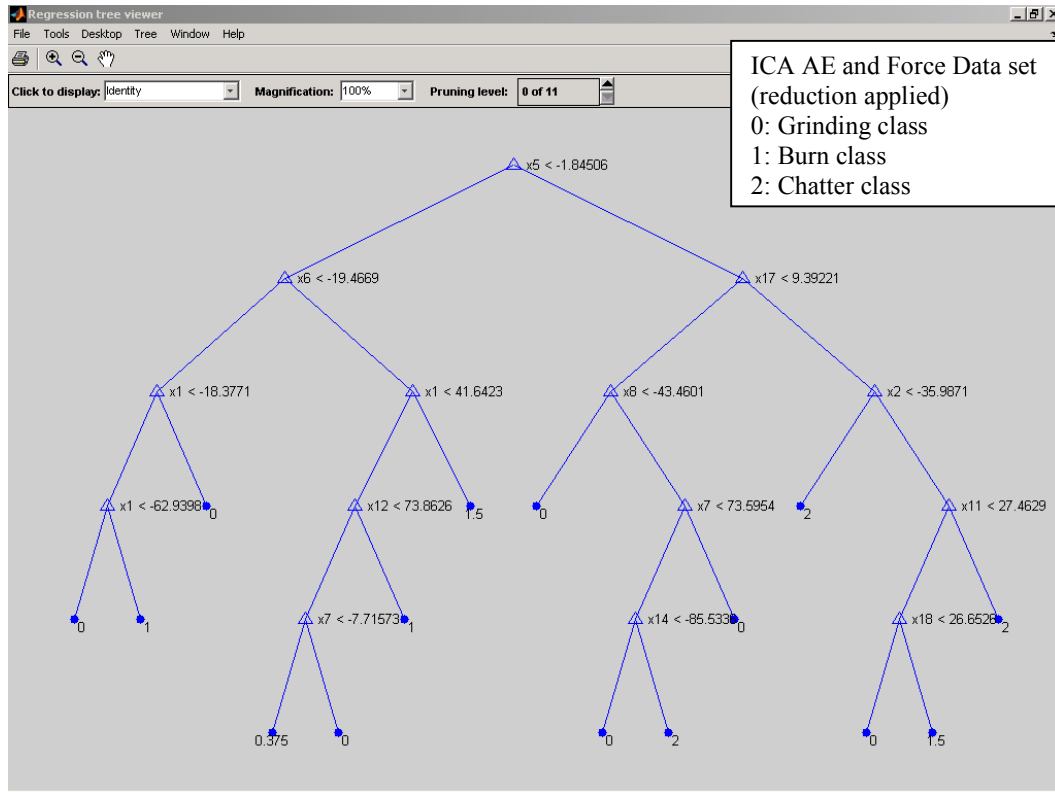 Regression tree viewer
File Tools Desktop Tree Window Help
Click to display: Identity Magnification: 100% Pruning level: 0 of 11
ICA AE and Force Data set
(reduction applied)
0: Grinding class
1: Burn class
2: Chatter class
x5 < -1.84506
x6 < -19.4669 x17 < 9.39221
x1 < -18.3771 x1 < 41.6423 x8 < -43.4601 x2 < -35.9871
x1 < -62.9398 0 x12 < 73.8626 1.5 0 x7 < 73.5954 2 x11 < 27.4629
0 1 x7 < -7.71573 1 x14 < -85.5338 0 x18 < 26.6526 2
0.375 0 0 2 0 1.5